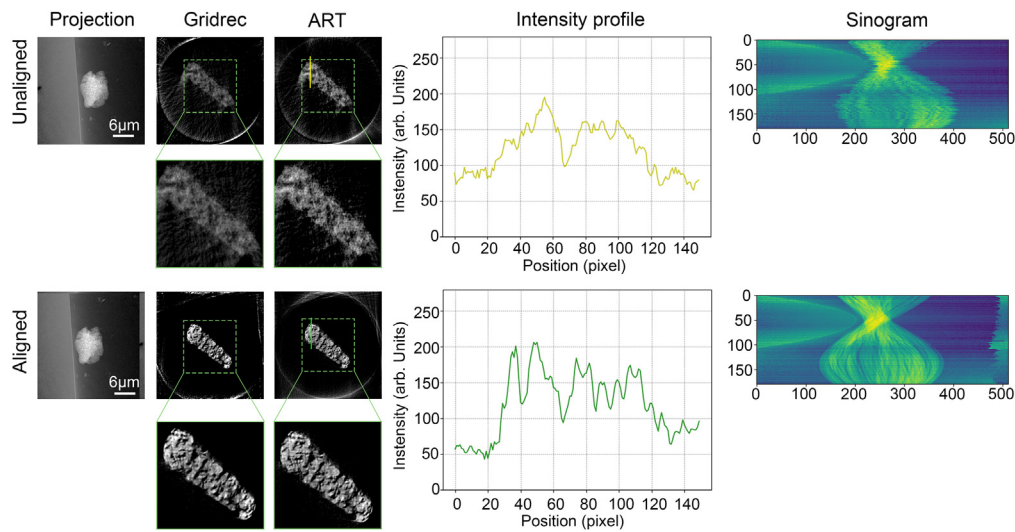 Projection Gridrec ART Intensity profile Sinogram
Unaligned
6μm
Instensity (arb. Units)
250
200
150
100
50
0
0 20 40 60 80 100 120 140
Position (pixel)
0
50
100
150
0 100 200 300 400 500
Aligned
6μm
Instensity (arb. Units)
250
200
150
100
50
0
0 20 40 60 80 100 120 140
Position (pixel)
0
50
100
150
0 100 200 300 400 500